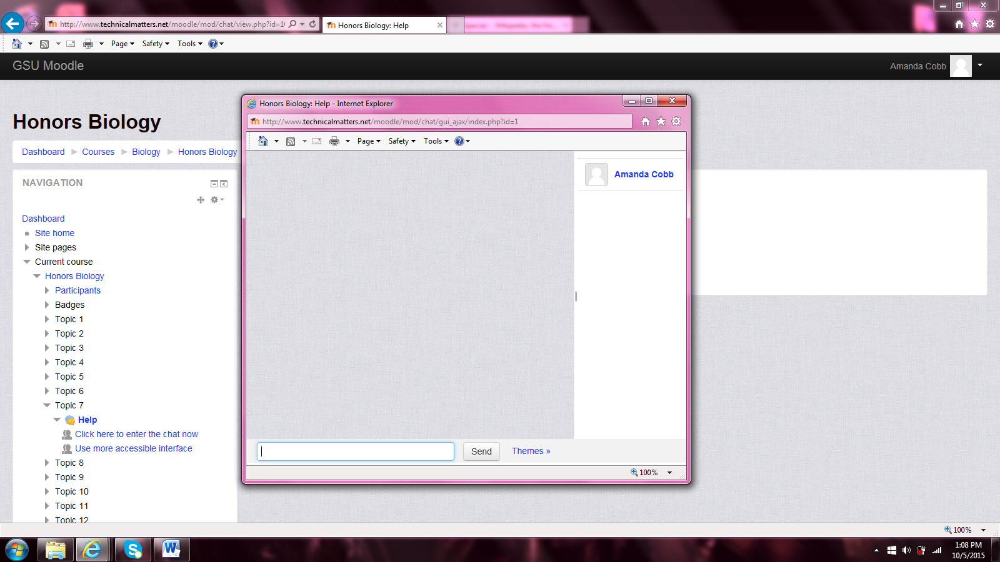 http://www.technicalmatters.net/moodle/mod/chat/view.php?id=10
Honors Biology: Help
Page
Safety
Tools
GSU Moodle
Amanda Cobb
Honors Biology
Dashboard
Courses
Biology
Honors Biology
NAVIGATION
Dashboard
Site home
Site pages
Current course
Honors Biology
Participants
Badges
Topic 1
Topic 2
Topic 3
Topic 4
Topic 5
Topic 6
Topic 7
Help
Click here to enter the chat now
Use more accessible interface
Topic 8
Topic 9
Topic 10
Topic 11
Topic 12
Honors Biology: Help - Internet Explorer
http://www.technicalmatters.net/moodle/mod/chat/gui_ajax/index.php?id=1
Page
Safety
Tools
Amanda Cobb
Send
Themes »
100%
100%
1:08 PM
10/5/2015